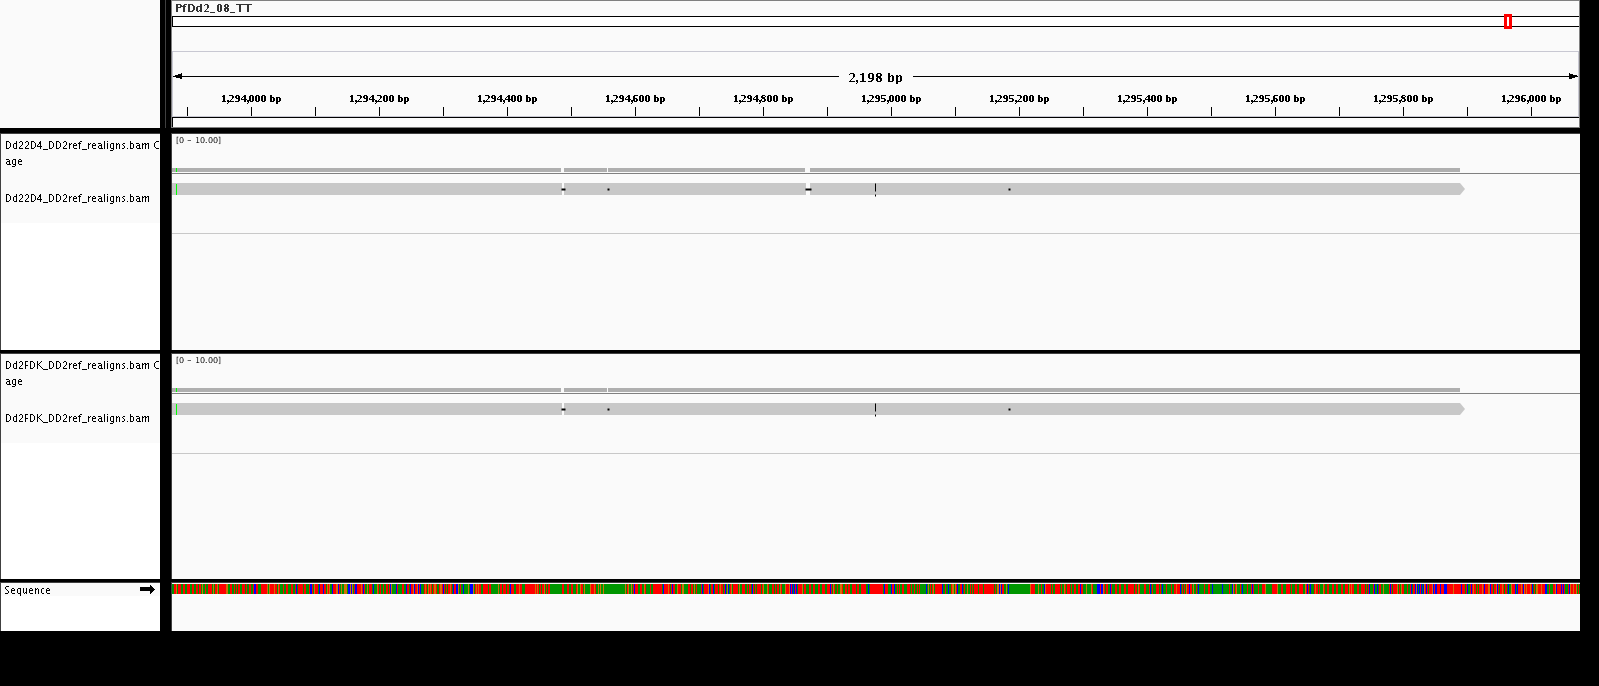 PfDd2_08_TT
2,198 bp
1,294,000 bp 1,294,200 bp 1,294,400 bp 1,294,600 bp 1,294,800 bp 1,295,000 bp 1,295,200 bp 1,295,400 bp 1,295,600 bp 1,295,800 bp 1,296,000 bp
[0 - 10.00]
Dd22D4_DD2ref_realigns.bam C
age
Dd22D4_DD2ref_realigns.bam
[0 - 10.00]
Dd2FDK_DD2ref_realigns.bam C
age
Dd2FDK_DD2ref_realigns.bam
Sequence